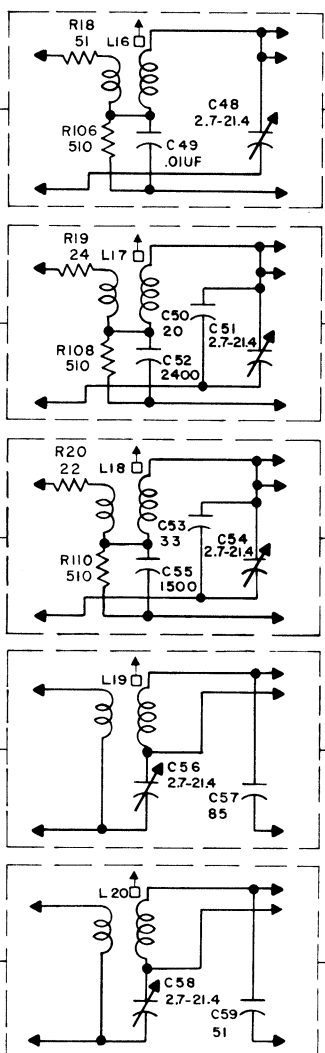 R18
51
L16
C48
2.7-21.4
R106
510
C49
.01UF
R19
24
L17
C50
20
C51
2.7-21.4
R108
510
C52
2400
R20
22
L18
C53
33
C54
2.7-21.4
R110
510
C55
1500
L19
C56
2.7-21.4
C57
85
L20
C58
2.7-21.4
C59
51